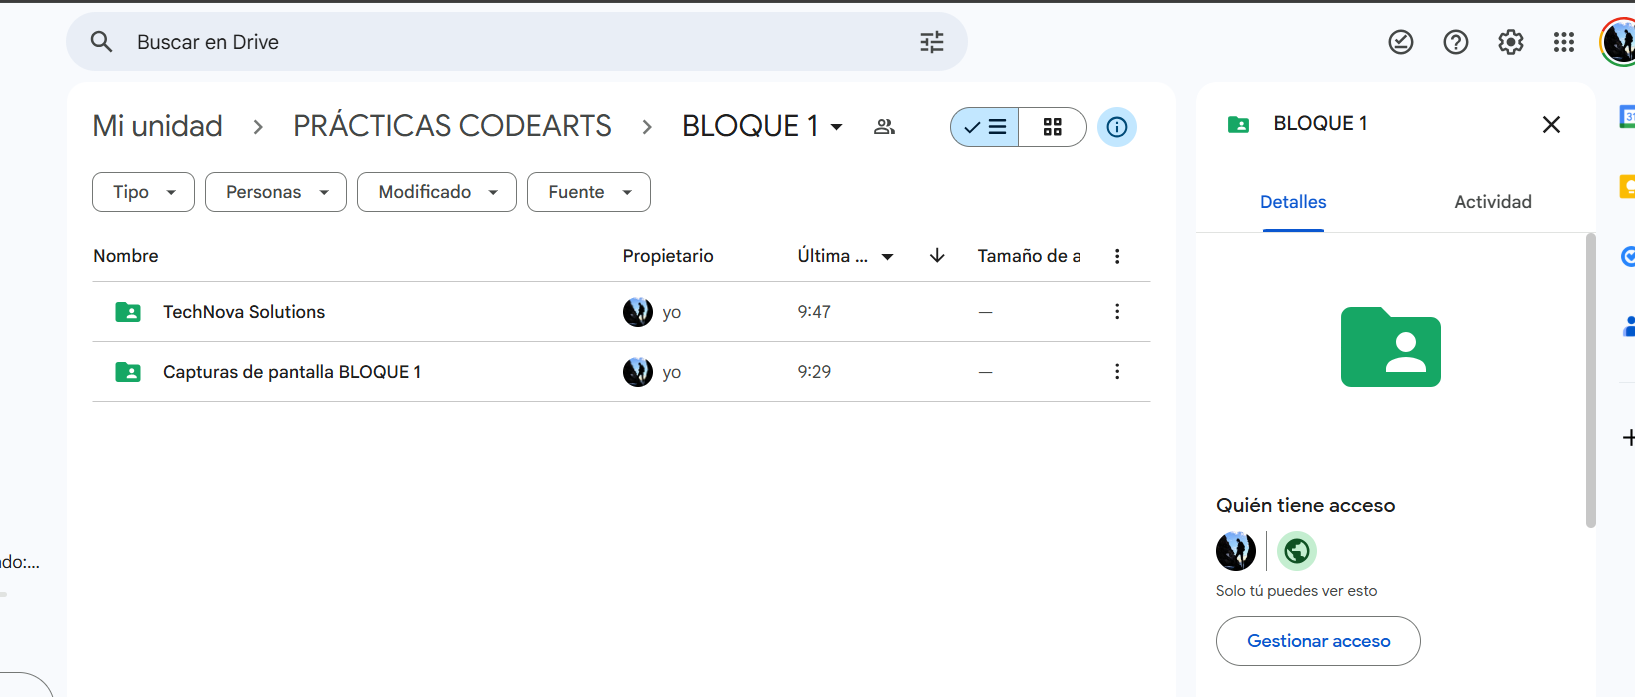 Buscar en Drive
Mi unidad
PRÁCTICAS CODEARTS
BLOQUE 1
Tipo
Personas
Modificado
Fuente
Nombre
Propietario
Última ...
Tamaño de a
TechNova Solutions
yo
9:47
—
Capturas de pantalla BLOQUE 1
yo
9:29
—
BLOQUE 1
Detalles
Actividad
Quién tiene acceso
Solo tú puedes ver esto
Gestionar acceso
do:...
31